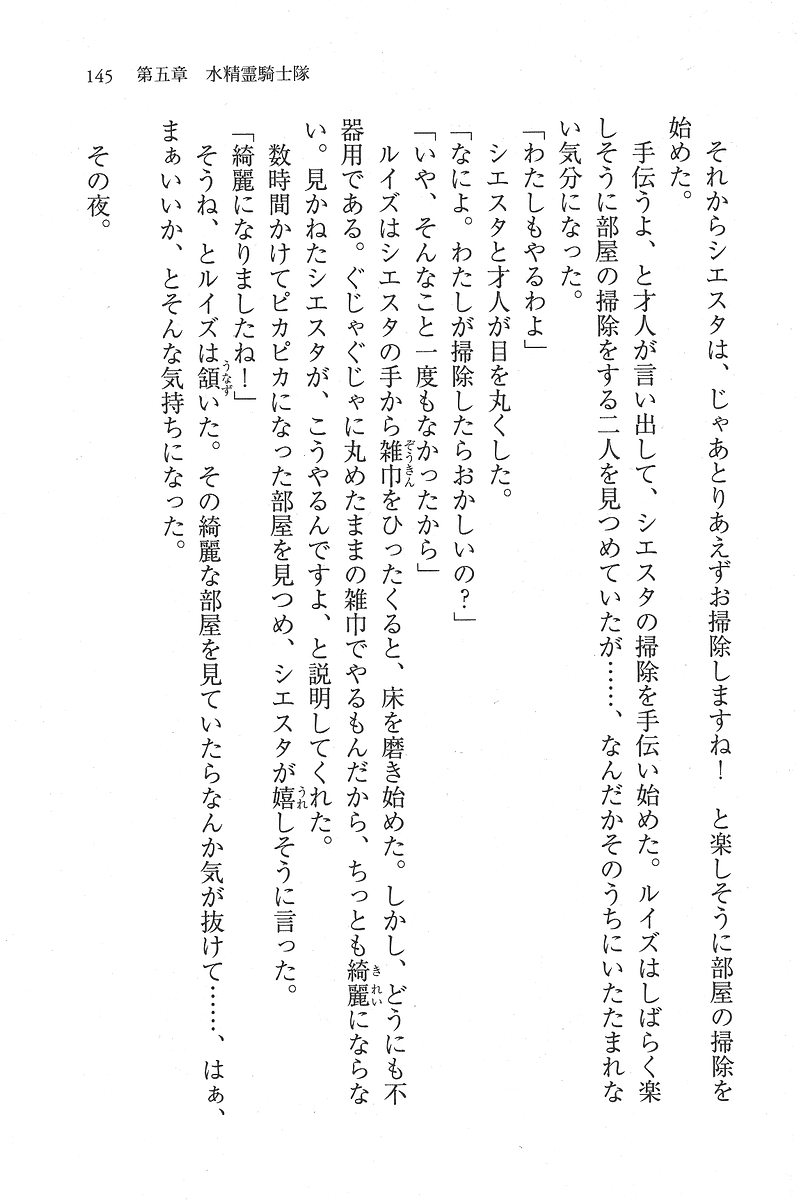 145　第五章　水精霊騎士隊
　それからシエスタは、じゃあとりあえずお掃除しますね！　と楽しそうに部屋の掃除を
始めた。
　手伝うよ、と才人が言い出して、シエスタの掃除を手伝い始めた。ルイズはしばらく楽
しそうに部屋の掃除をする二人を見つめていたが……、なんだかそのうちにいたたまれな
い気分になった。
「わたしもやるわよ」
　シエスタと才人が目を丸くした。
「なによ。わたしが掃除したらおかしいの？」
「いや、そんなこと一度もなかったから」
　ルイズはシエスタの手から雑巾をひったくると、床を磨き始めた。しかし、どうにも不
器用である。ぐじゃぐじゃに丸めたままの雑巾でやるもんだから、ちっとも綺麗にならな
い。見かねたシエスタが、こうやるんですよ、と説明してくれた。
　数時間かけてピカピカになった部屋を見つめ、シエスタが嬉しそうに言った。
「綺麗になりましたね！」
　そうね、とルイズは頷いた。その綺麗な部屋を見ていたらなんか気が抜けて……、はぁ、
まぁいいか、とそんな気持ちになった。
　その夜。